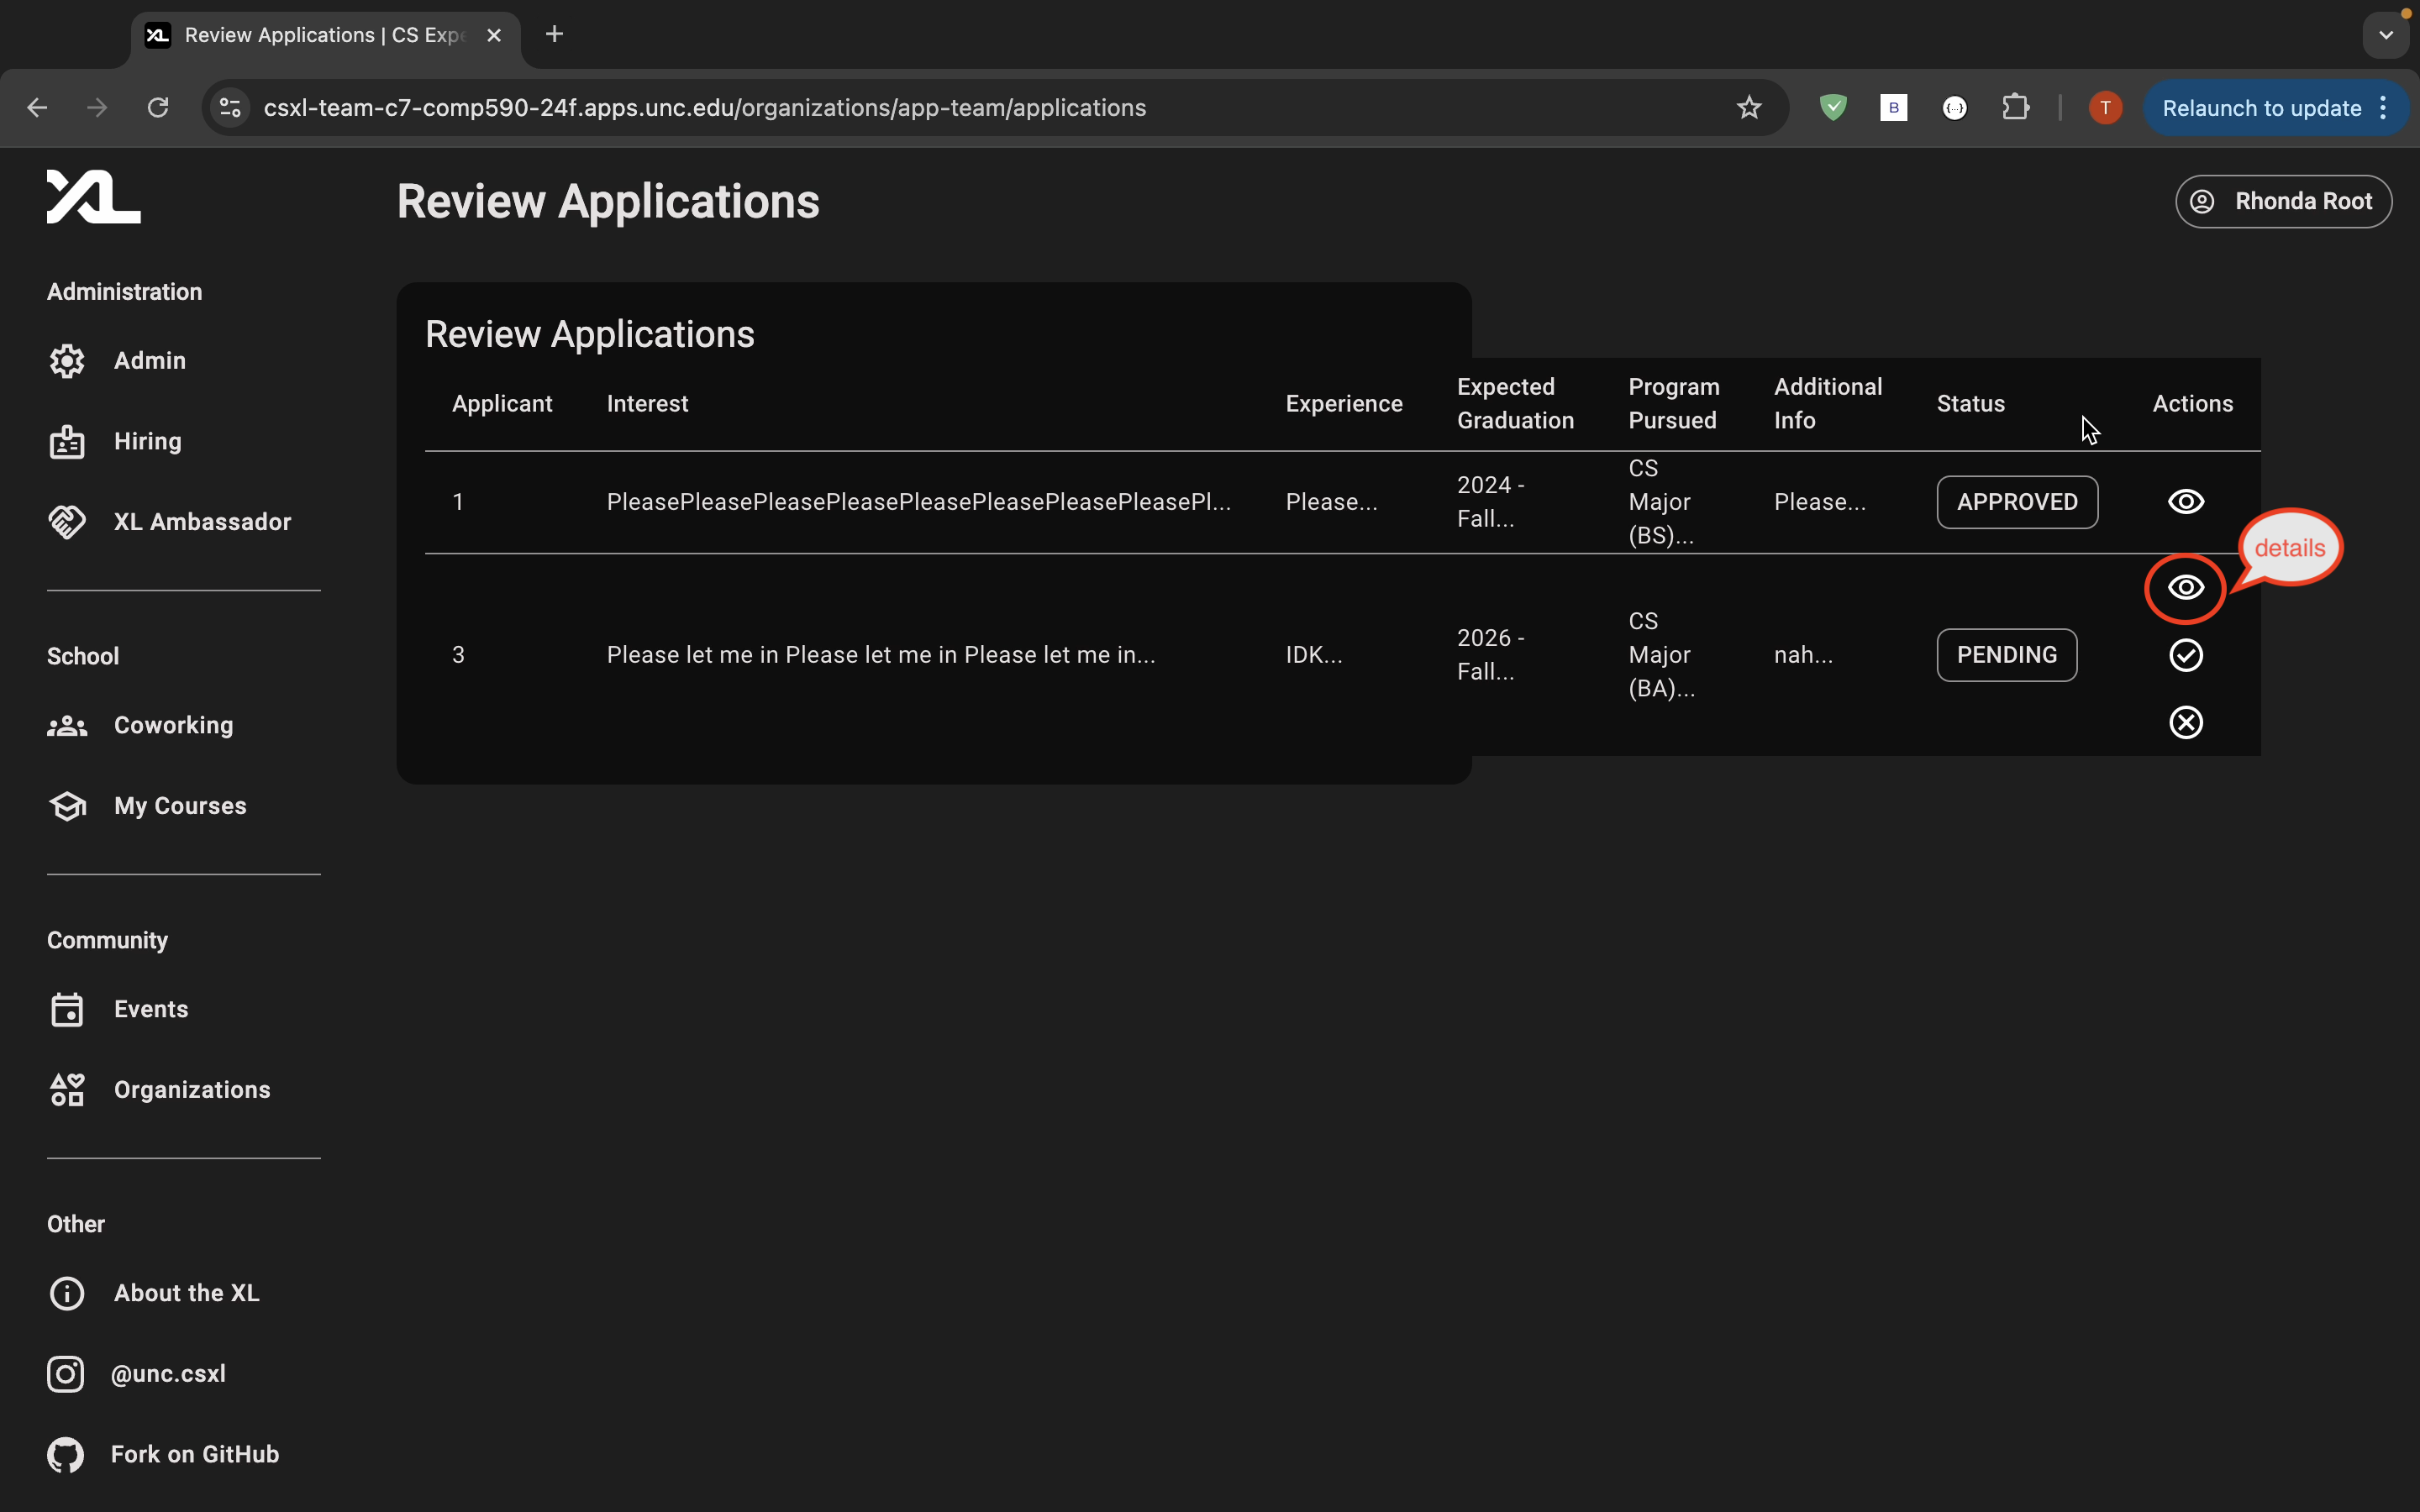 Review Applications | CS Expe
csxl-team-c7-comp590-24f.apps.unc.edu/organizations/app-team/applications
B
{...}
T
Relaunch to update
XL
Review Applications
Rhonda Root
Administration
Admin
Hiring
XL Ambassador
School
Coworking
My Courses
Community
Events
Organizations
Other
About the XL
@unc.csxl
Fork on GitHub
Review Applications
Applicant Interest Experience Expected Graduation Program Pursued Additional Info Status Actions
1 PleasePleasePleasePleasePleasePleasePleasePleasePl... Please... 2024 - Fall... CS Major (BS)... Please... APPROVED
details
3 Please let me in Please let me in Please let me in... IDK... 2026 - Fall... CS Major (BA)... nah... PENDING